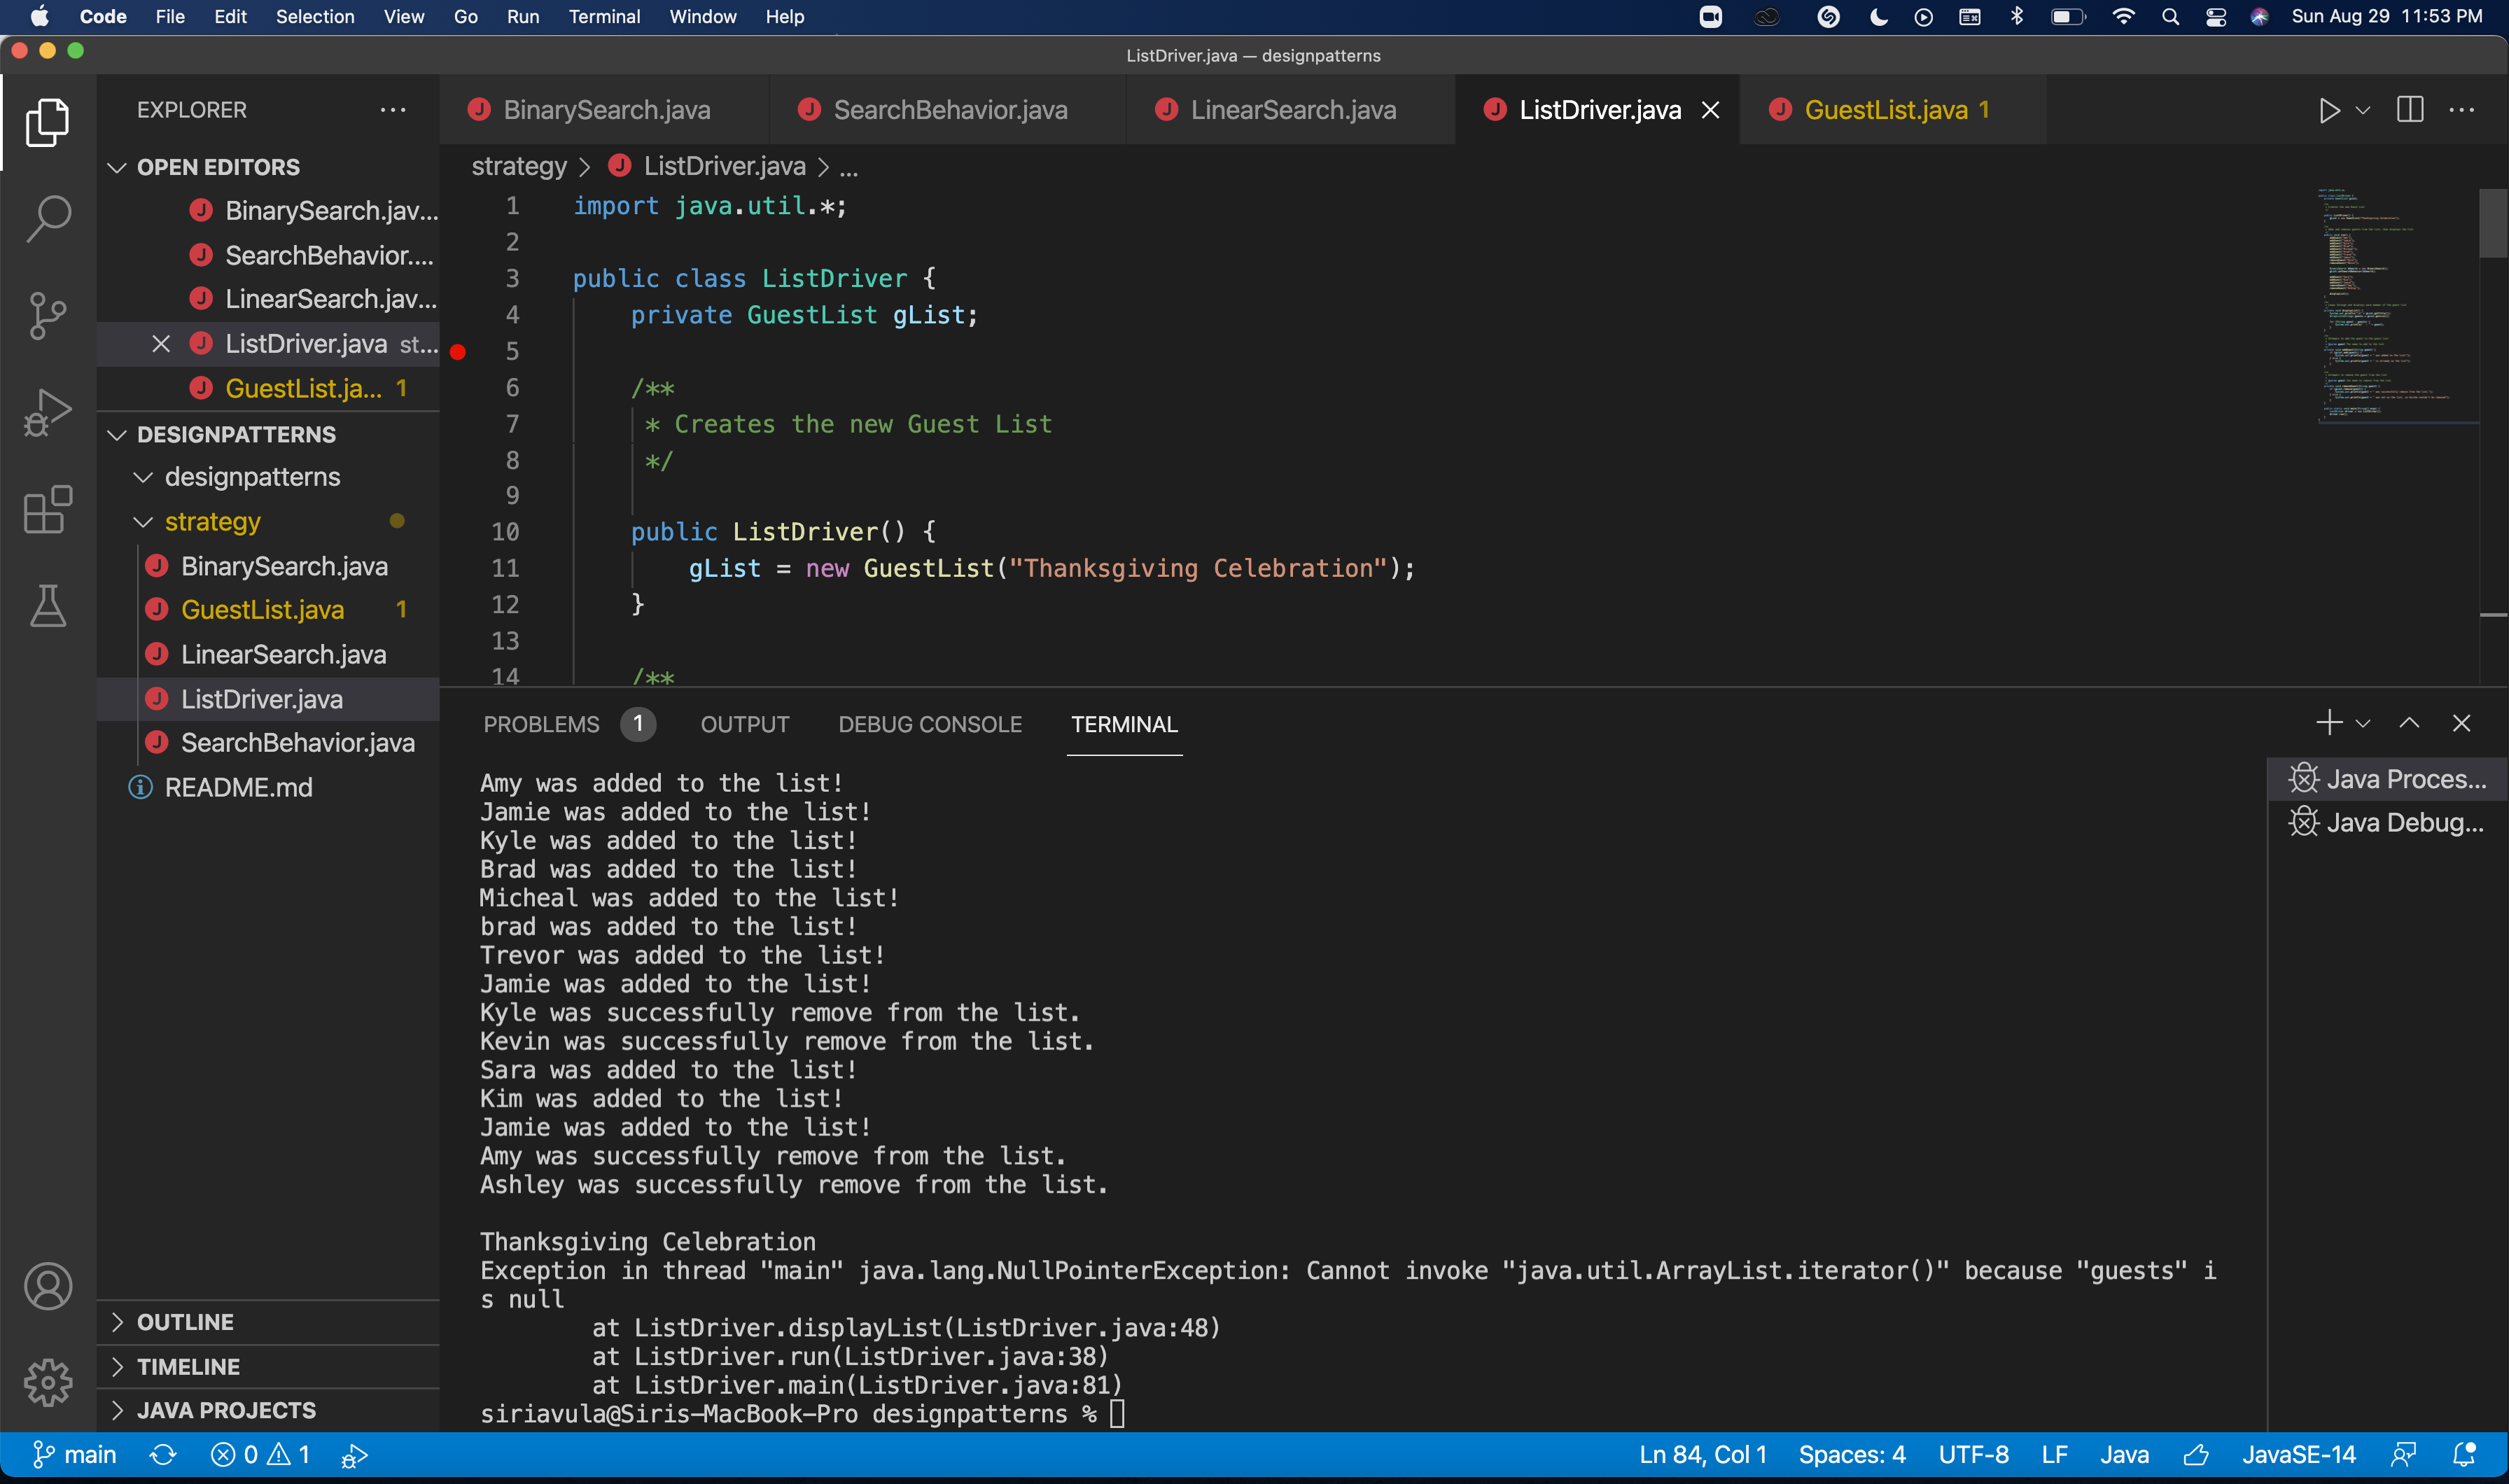 Code File Edit Selection View Go Run Terminal Window Help Sun Aug 29 11:53 PM
ListDriver.java — designpatterns
EXPLORER
BinarySearch.java SearchBehavior.java LinearSearch.java ListDriver.java GuestList.java 1
OPEN EDITORS
BinarySearch.jav...
SearchBehavior....
LinearSearch.jav...
ListDriver.java st...
GuestList.ja... 1
DESIGNPATTERNS
designpatterns
strategy
BinarySearch.java
GuestList.java 1
LinearSearch.java
ListDriver.java
SearchBehavior.java
README.md
OUTLINE
TIMELINE
JAVA PROJECTS
strategy > ListDriver.java > ...
1 import java.util.*;
2
3 public class ListDriver {
4 private GuestList gList;
5
6 /**
7 * Creates the new Guest List
8 */
9
10 public ListDriver() {
11 gList = new GuestList("Thanksgiving Celebration");
12 }
13
14 /**
PROBLEMS 1 OUTPUT DEBUG CONSOLE TERMINAL
Java Proces...
Java Debug...
Amy was added to the list!
Jamie was added to the list!
Kyle was added to the list!
Brad was added to the list!
Micheal was added to the list!
brad was added to the list!
Trevor was added to the list!
Jamie was added to the list!
Kyle was successfully remove from the list.
Kevin was successfully remove from the list.
Sara was added to the list!
Kim was added to the list!
Jamie was added to the list!
Amy was successfully remove from the list.
Ashley was successfully remove from the list.
Thanksgiving Celebration
Exception in thread "main" java.lang.NullPointerException: Cannot invoke "java.util.ArrayList.iterator()" because "guests" i
s null
at ListDriver.displayList(ListDriver.java:48)
at ListDriver.run(ListDriver.java:38)
at ListDriver.main(ListDriver.java:81)
siriavula@Siris-MacBook-Pro designpatterns %
main 0 1 Ln 84, Col 1 Spaces: 4 UTF-8 LF Java JavaSE-14